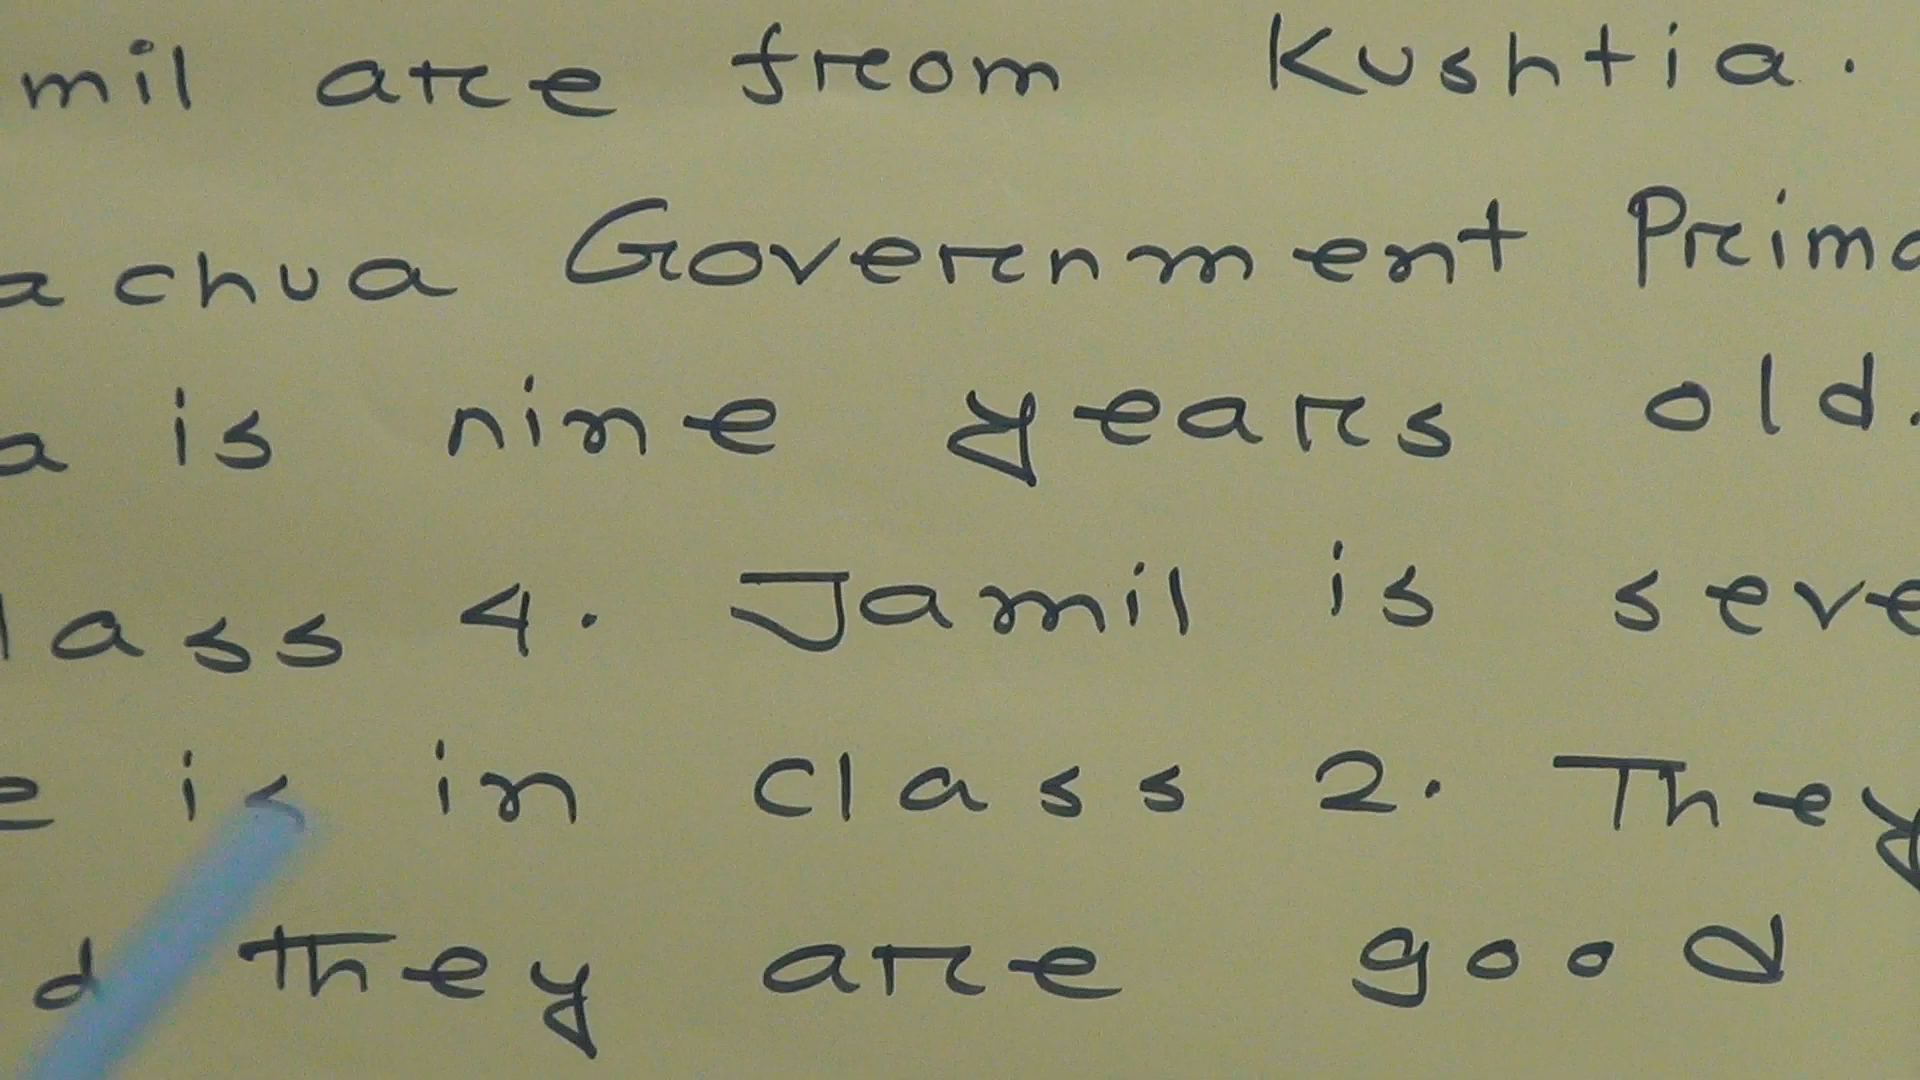 mil are from Kushtia.
achua Government Prima
a is nine years old.
lass 4. Jamil is seve
e is in class 2. They
d they are good